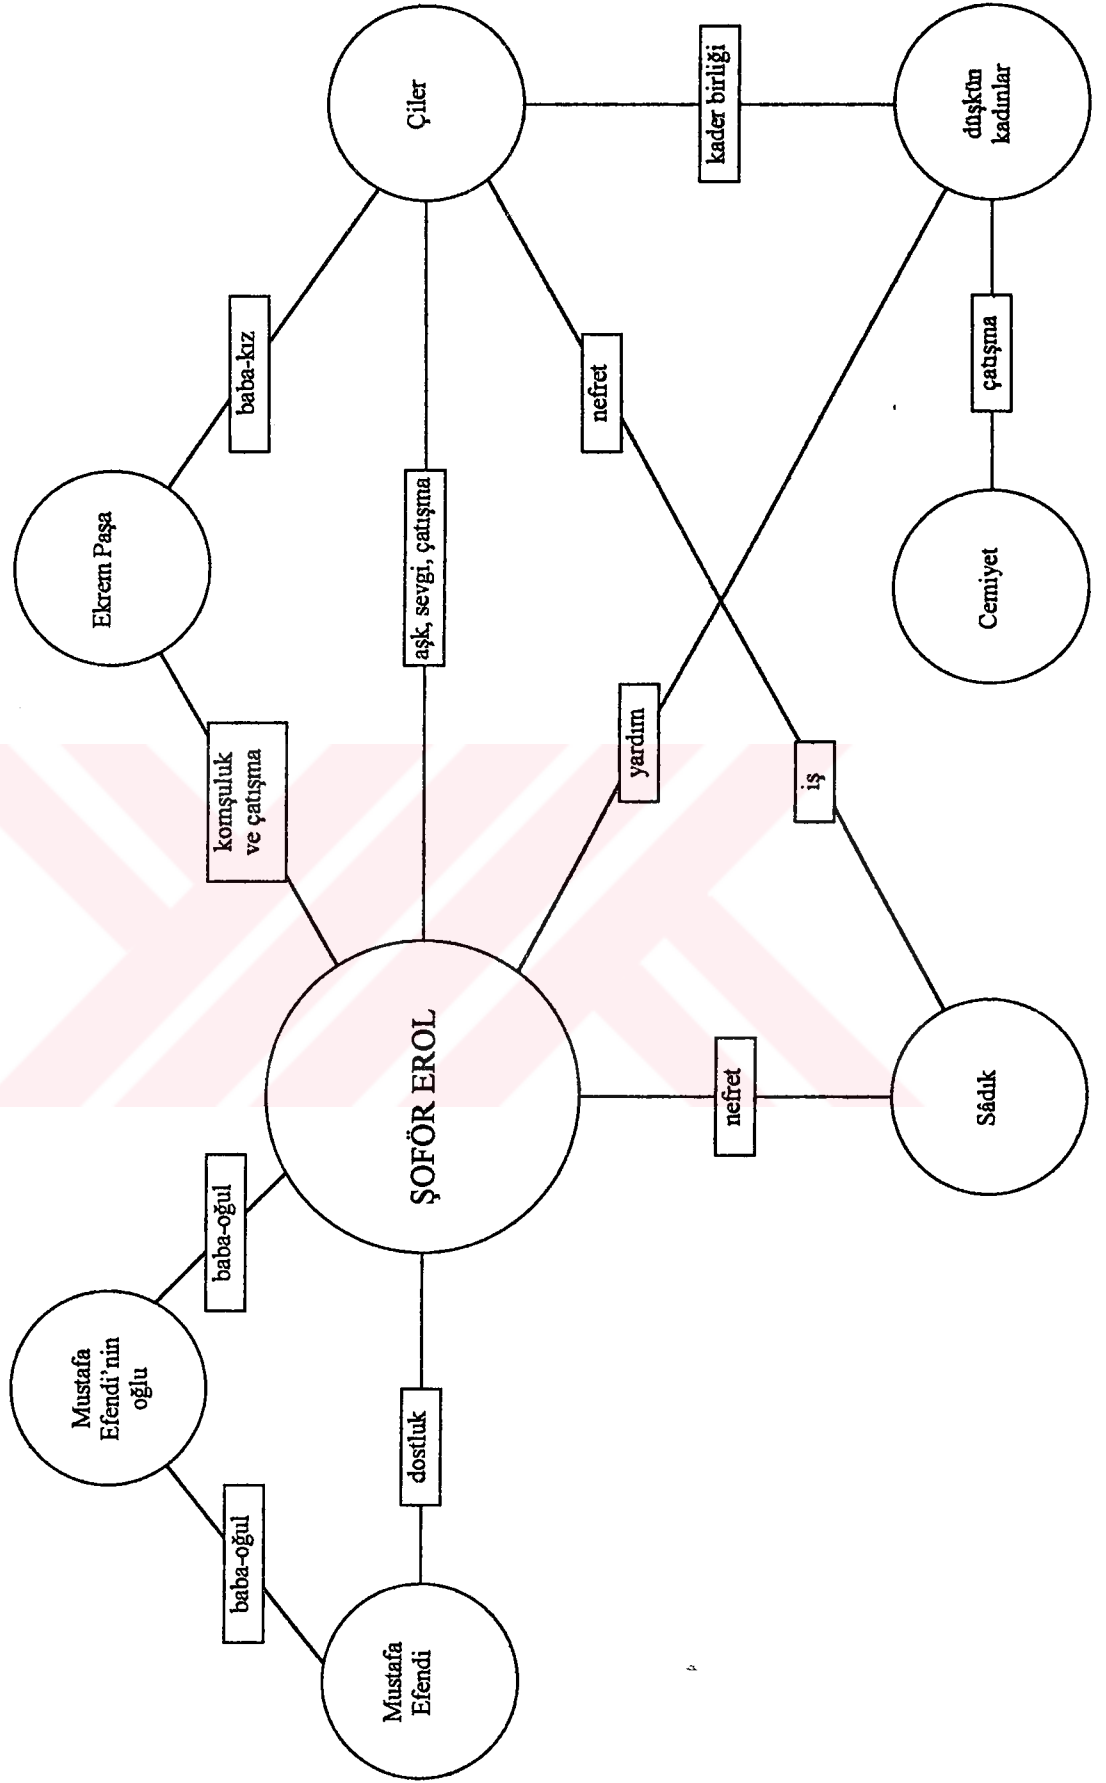 Mustafa
Efendi'nin
oğlu
Ekrem Paşa
baba-oğul
baba-oğul
komşuluk
ve çatışma
baba-kız
Mustafa
Efendi
dostluk
ŞOFÖR EROL
aşk, sevgi, çatışma
Çiler
nefret
yardım
nefret
kader birliği
iş
Sâdık
Cemiyet
çatışma
düşkün
kadınlar